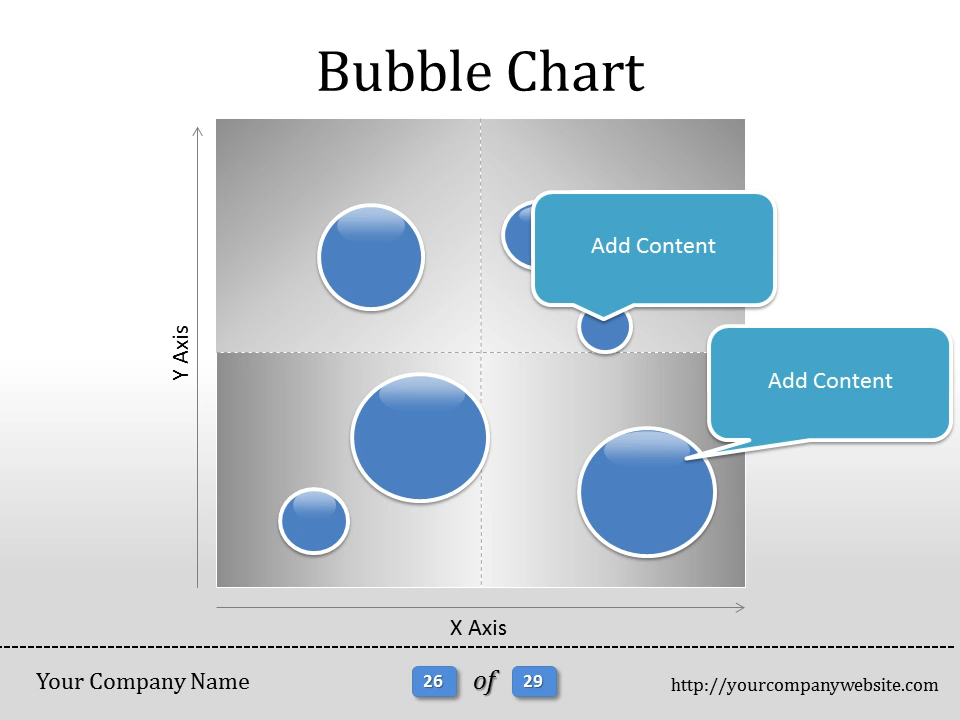 Bubble Chart
Add Content
Y Axis
Add Content
X Axis
Your Company Name
26 of 29
http://yourcompanywebsite.com